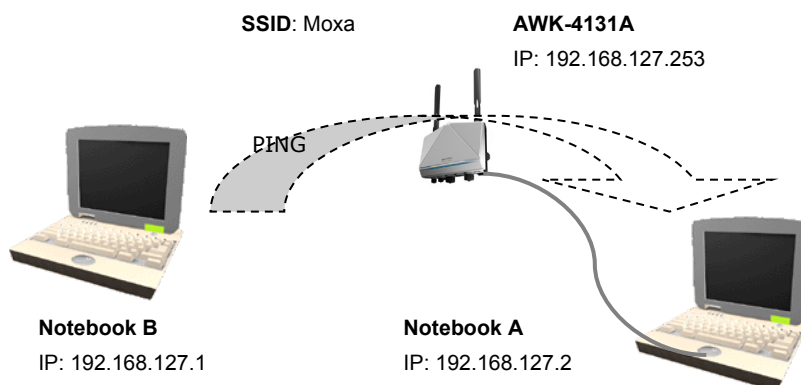 SSID: Moxa
AWK-4131A
IP: 192.168.127.253
PING
Notebook B
IP: 192.168.127.1
Notebook A
IP: 192.168.127.2